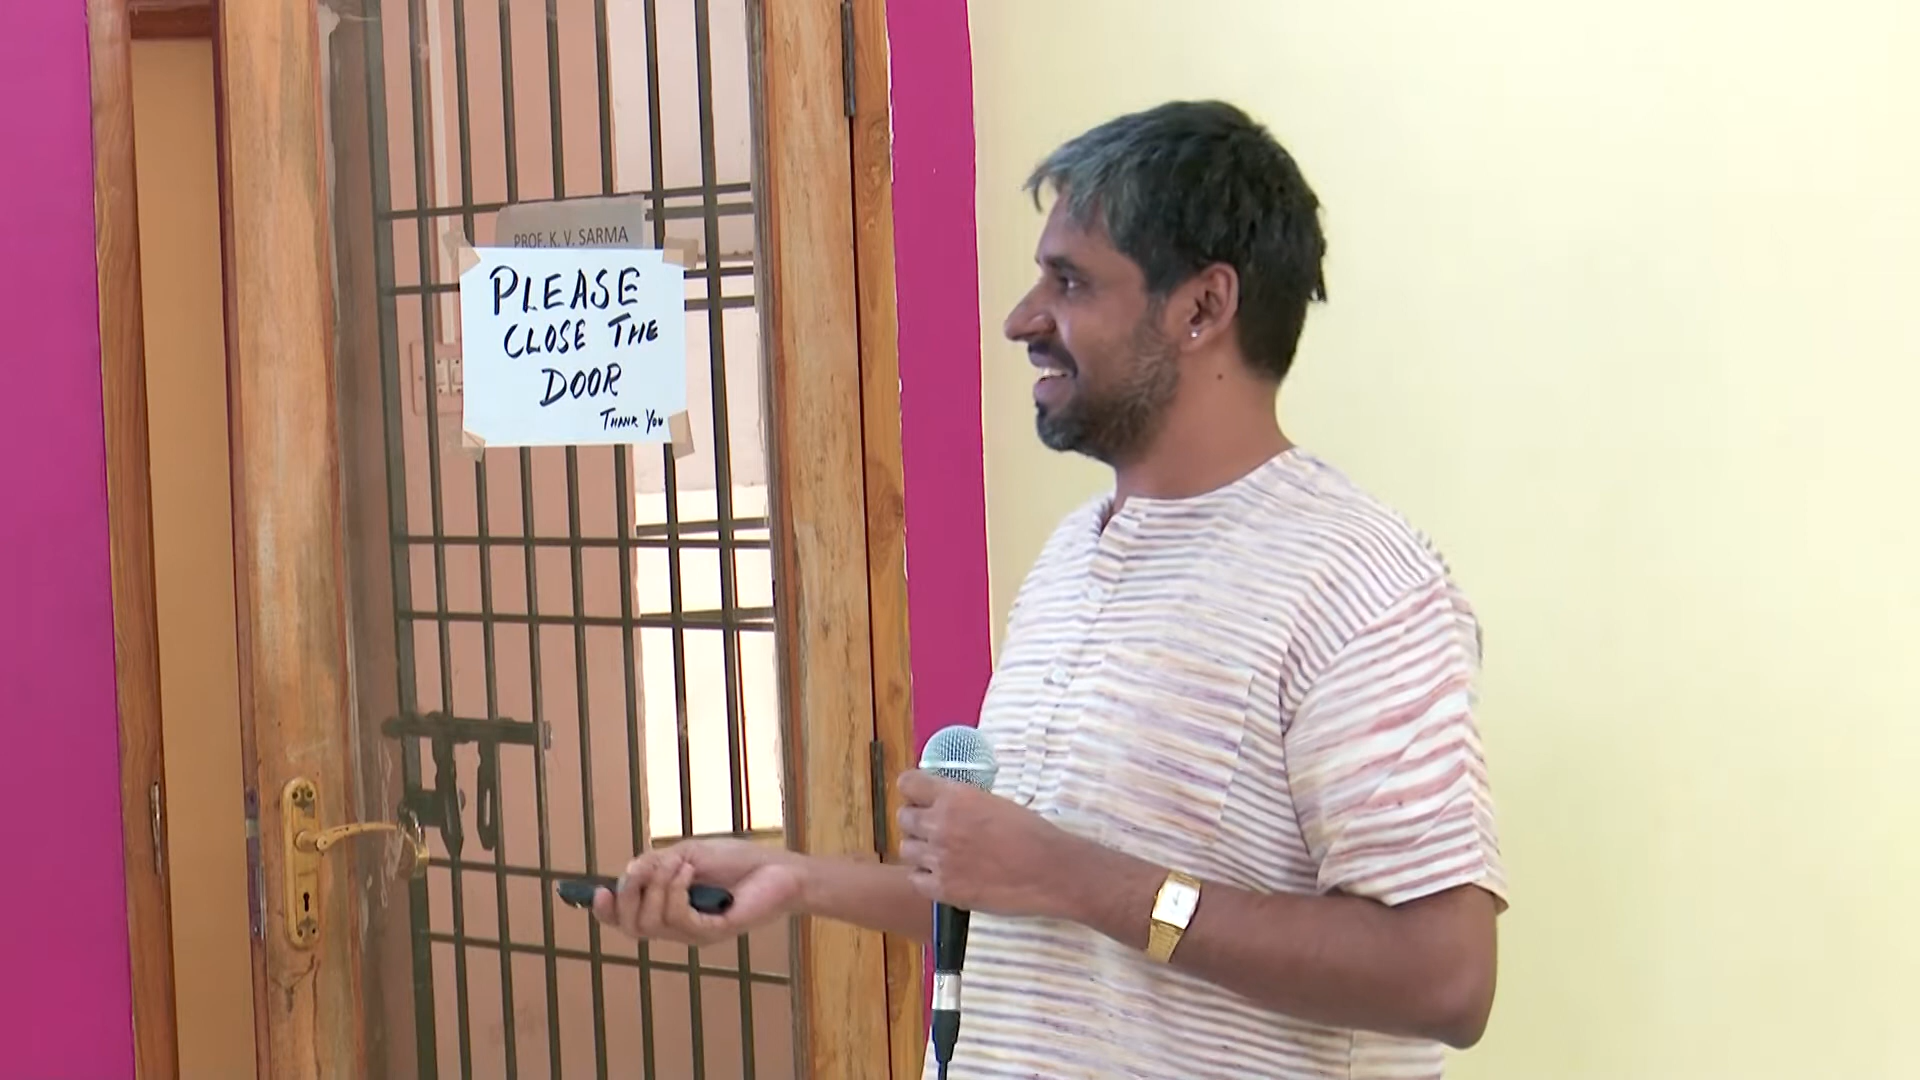 PROF. K. V. SARMA
PLEASE
CLOSE THE
DOOR
THANK YOU